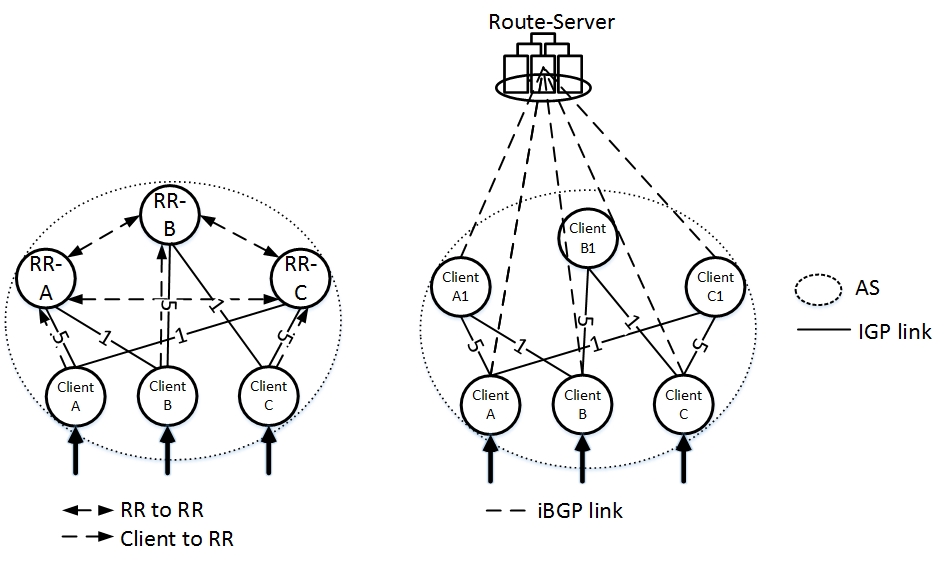 Route-Server
RR-
B
RR-
A
RR-
C
5
1
5
1
1
5
Client
A
Client
B
Client
C
RR to RR
Client to RR
Client
B1
Client
A1
Client
C1
5
1
5
1
1
5
Client
A
Client
B
Client
C
iBGP link
AS
IGP link